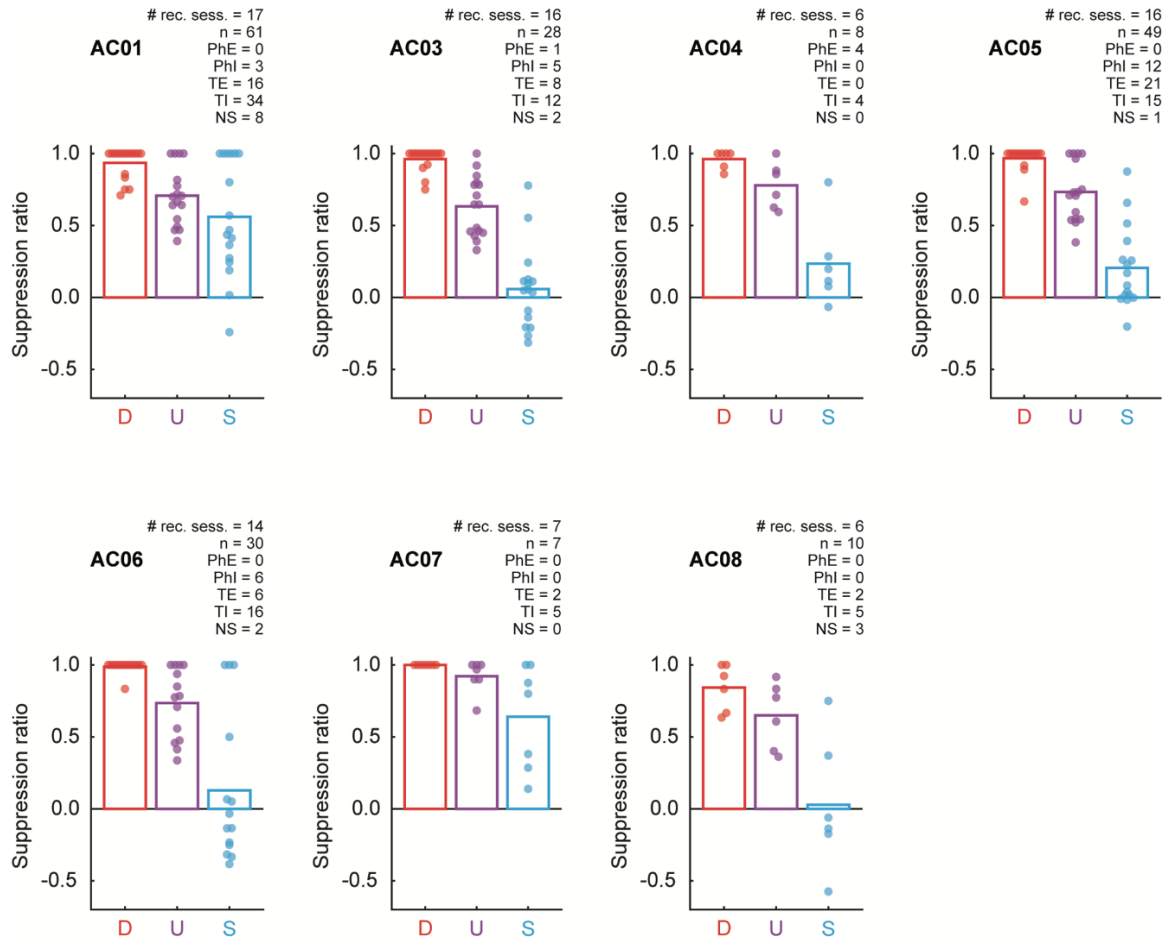 # rec. sess. = 17
n = 61
AC01
PhE = 0
PhI = 3
TE = 16
TI = 34
NS = 8
Suppression ratio
1.0
0.5
0.0
-0.5
D U S
# rec. sess. = 16
n = 28
AC03
PhE = 1
PhI = 5
TE = 8
TI = 12
NS = 2
Suppression ratio
1.0
0.5
0.0
-0.5
D U S
# rec. sess. = 6
n = 8
AC04
PhE = 4
PhI = 0
TE = 0
TI = 4
NS = 0
Suppression ratio
1.0
0.5
0.0
-0.5
D U S
# rec. sess. = 16
n = 49
AC05
PhE = 0
PhI = 12
TE = 21
TI = 15
NS = 1
Suppression ratio
1.0
0.5
0.0
-0.5
D U S
# rec. sess. = 14
n = 30
AC06
PhE = 0
PhI = 6
TE = 6
TI = 16
NS = 2
Suppression ratio
1.0
0.5
0.0
-0.5
D U S
# rec. sess. = 7
n = 7
AC07
PhE = 0
PhI = 0
TE = 2
TI = 5
NS = 0
Suppression ratio
1.0
0.5
0.0
-0.5
D U S
# rec. sess. = 6
n = 10
AC08
PhE = 0
PhI = 0
TE = 2
TI = 5
NS = 3
Suppression ratio
1.0
0.5
0.0
-0.5
D U S